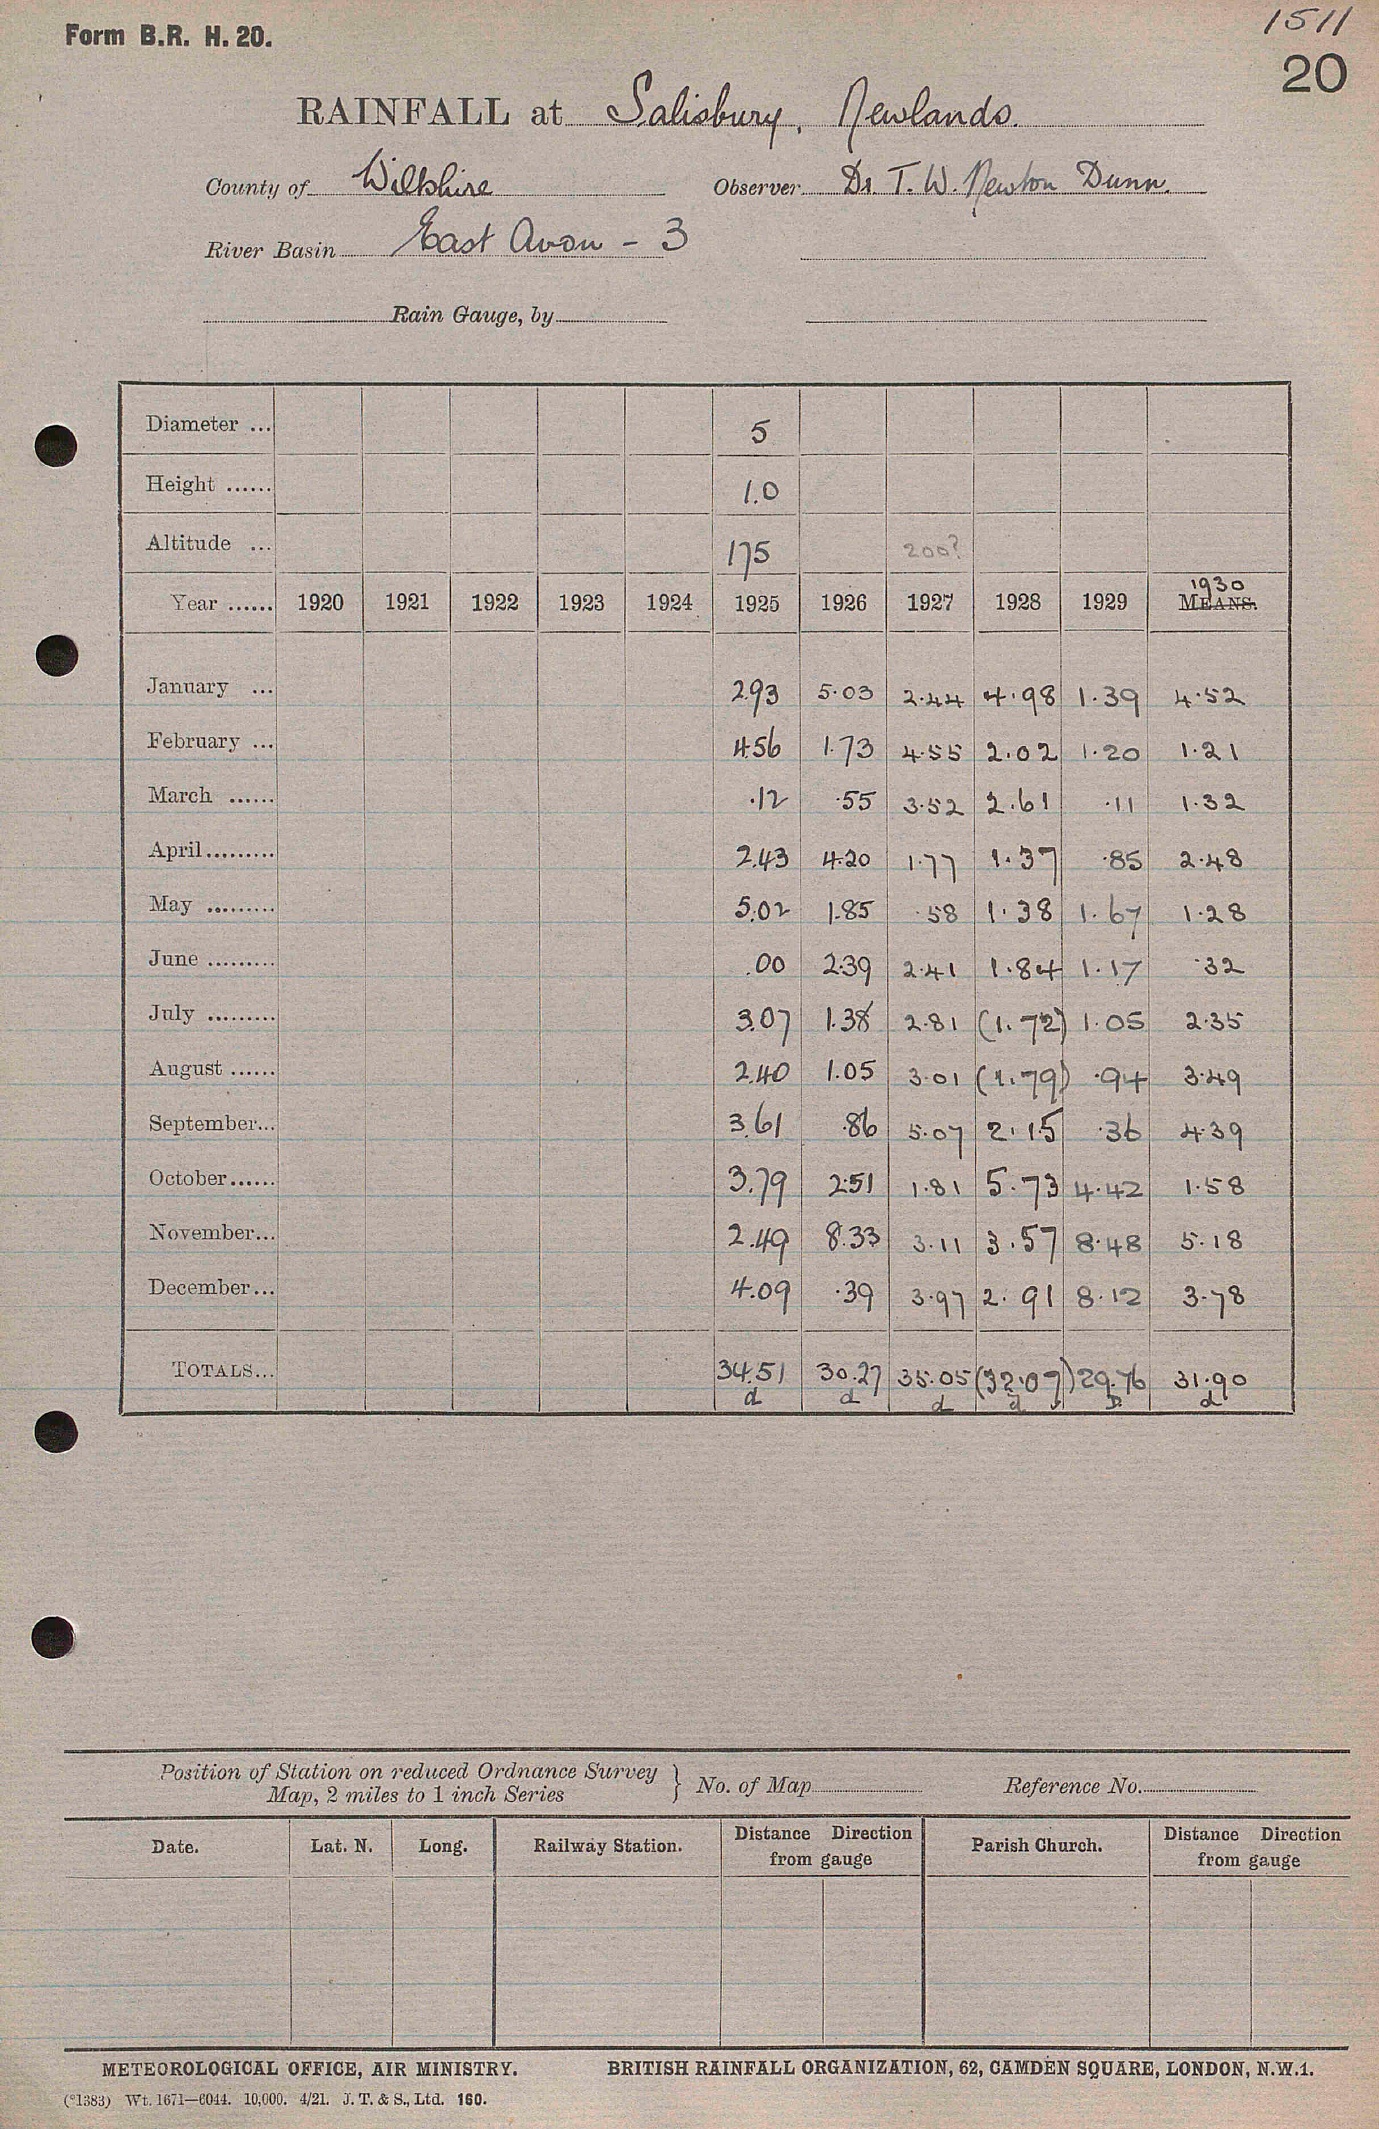 Form B.R. H. 20.
1511
20
RAINFALL at Salisbury, Newlands.
County of Wiltshire Observer Dr. T. W. Newton Dunn.
River Basin East Avon - 3
Rain Gauge, by
Diameter ... 5
Height ...... 1.0
Altitude ... 175 200?
1930
Year ...... 1920 1921 1922 1923 1924 1925 1926 1927 1928 1929 MEANS.
January ... 2.93 5.03 2.44 4.98 1.39 4.52
February ... 4.56 1.73 4.55 2.02 1.20 1.21
March ...... .12 .55 3.52 2.61 .11 1.32
April......... 2.43 4.20 1.77 1.37 .85 2.48
May ......... 5.02 1.85 .58 1.38 1.67 1.28
June ......... .00 2.39 2.41 1.84 1.17 .32
July ......... 3.07 1.38 2.81 (1.72) 1.05 2.35
August ...... 2.40 1.05 3.01 (1.79) .94 3.49
September... 3.61 .86 5.07 2.15 .36 4.39
October...... 3.79 2.51 1.81 5.73 4.42 1.58
November... 2.49 8.33 3.11 3.57 8.48 5.18
December... 4.09 .39 3.97 2.91 8.12 3.78
TOTALS... 34.51 30.27 35.05 (32.07) 29.76 31.90
d d d d D d
Position of Station on reduced Ordnance Survey
Map, 2 miles to 1 inch Series } No. of Map Reference No.
Date. Lat. N. Long. Railway Station. Distance Direction from gauge Parish Church. Distance Direction from gauge
METEOROLOGICAL OFFICE, AIR MINISTRY. BRITISH RAINFALL ORGANIZATION, 62, CAMDEN SQUARE, LONDON, N.W.1.
(*1383) Wt. 1671—6044. 10,000. 4/21. J. T. & S., Ltd. 160.